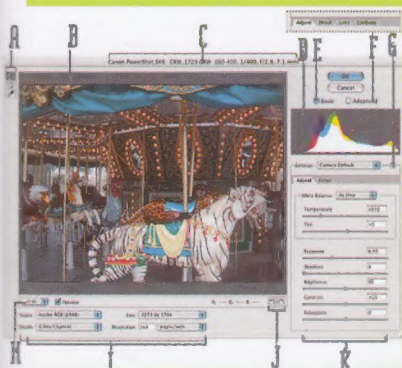 A B C D E F G
Adjust Detail Lens Calibrate
Canon PowerShot S40: CRW_1723.CRW (ISO 400, 1/400, f/2.8, 7.1 mm)
OK
Cancel
Basic Advanced
Settings: Camera Default
Adjust Detail
White Balance: As Shot
Temperature
Tint
Exposure
Shadows
Brightness
Contrast
Saturation
Preview
Space: Adobe RGB (1998) Size: 2272 by 1704
Depth: 8 Bits/Channel Resolution: pixels/inch
R: --- G: --- B: ---
H I J K